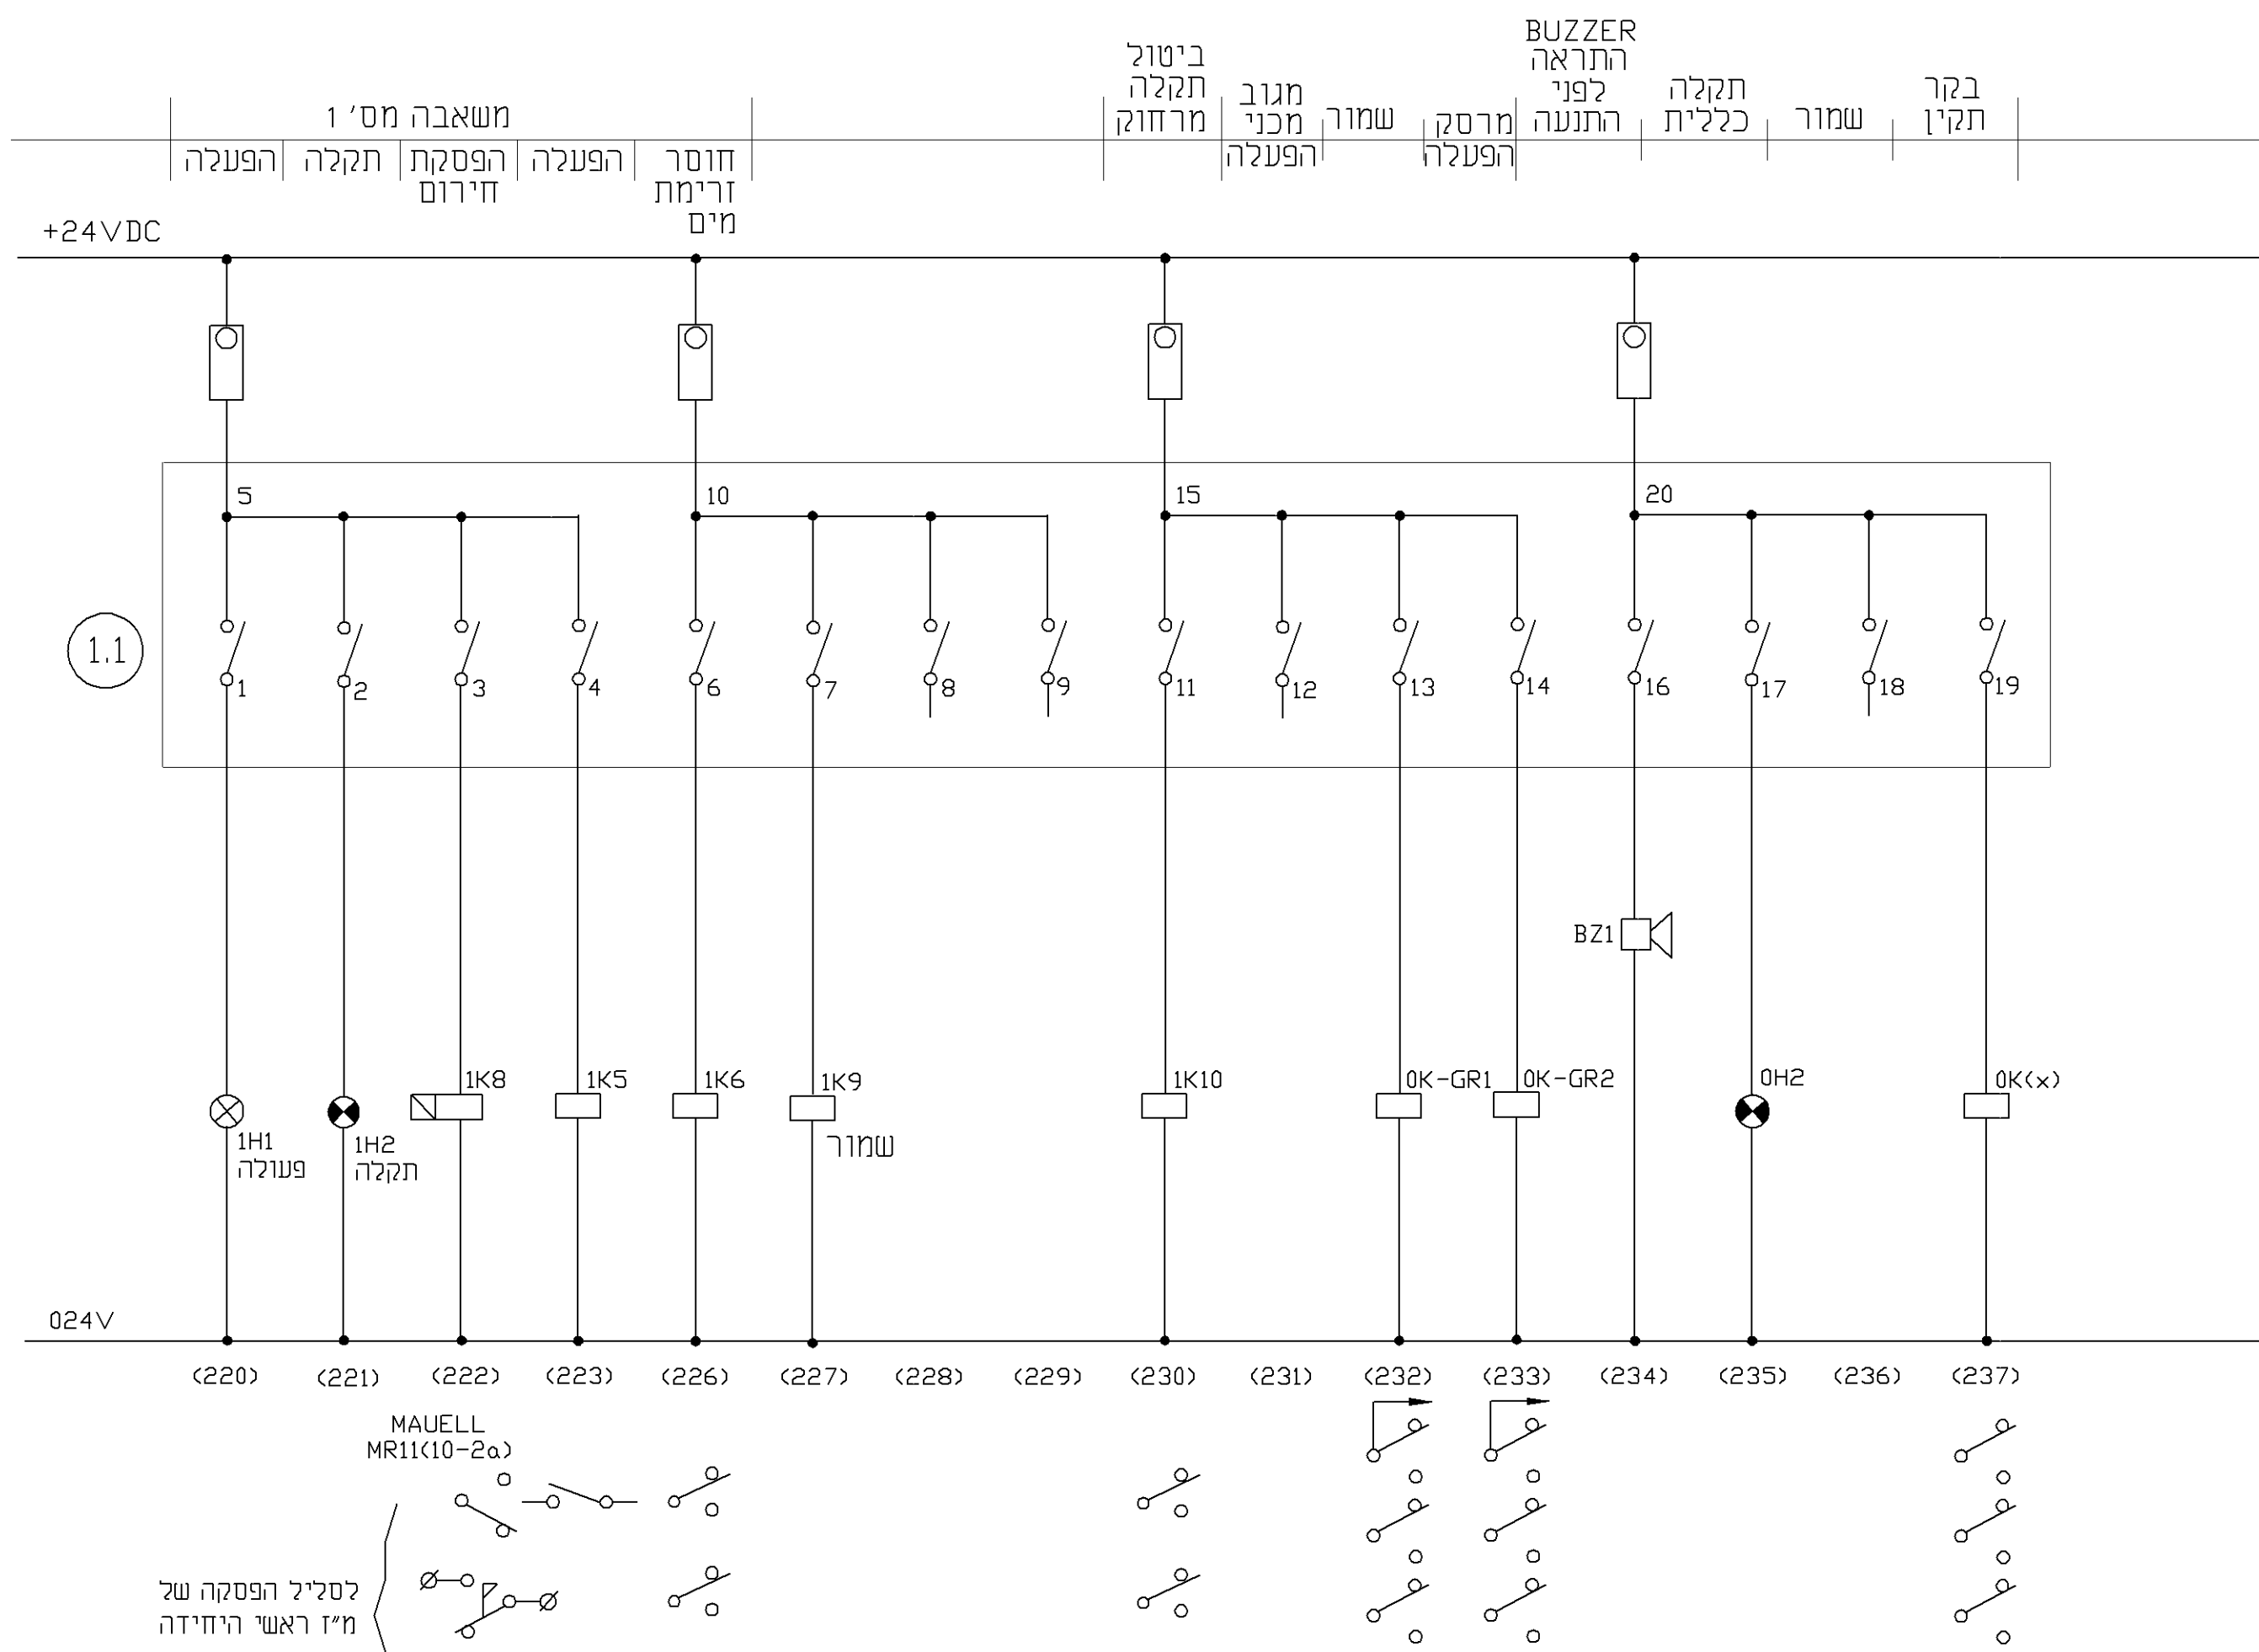 BUZZER
התראה
לפני
התנעה
ביטול
תקלה
מרחוק
מגוב
מכני
הפעלה
שמור
מרסק
הפעלה
תקלה
כללית
שמור
בקר
תקין
משאבה מס' 1
הפעלה
תקלה
הפסקת
חירום
הפעלה
חוסר
זרימת
מים
+24VDC
5
10
15
20
1.1
1
2
3
4
6
7
8
9
11
12
13
14
16
17
18
19
BZ1
1K8
1K5
1K6
1K9
1K10
0K-GR1
0K-GR2
0H2
0K(x)
1H1
פעולה
1H2
תקלה
שמור
024V
(220) (221) (222) (223) (226) (227) (228) (229) (230) (231) (232) (233) (234) (235) (236) (237)
MAUELL
MR11(10-2a)
לסליל הפסקה של
מ"ז ראשי היחידה